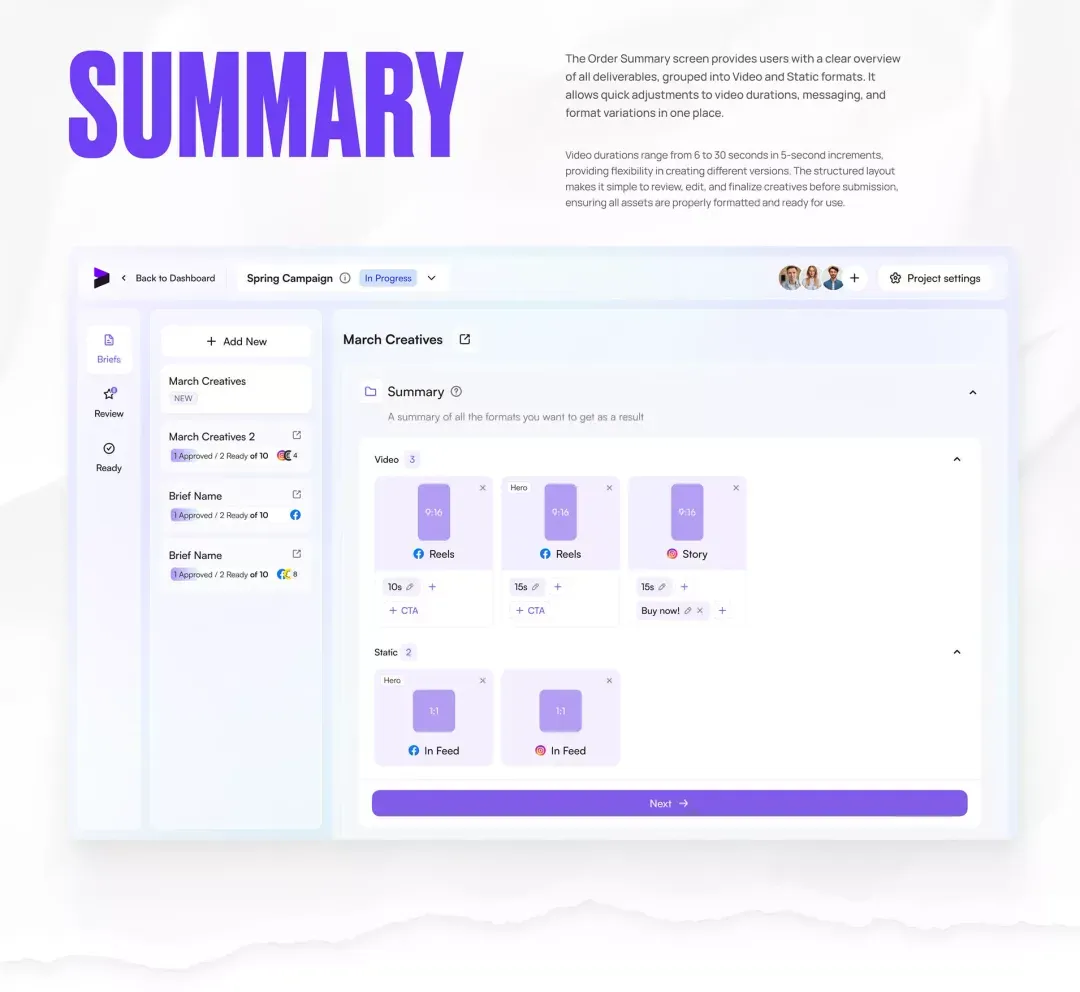 SUMMARY
The Order Summary screen provides users with a clear overview
of all deliverables, grouped into Video and Static formats. It
allows quick adjustments to video durations, messaging, and
format variations in one place.
Video durations range from 6 to 30 seconds in 5-second increments,
providing flexibility in creating different versions. The structured layout
makes it simple to review, edit, and finalize creatives before submission,
ensuring all assets are properly formatted and ready for use.
Back to Dashboard
Spring Campaign
In Progress
Project settings
Briefs
Review
Ready
Add New
March Creatives
NEW
March Creatives 2
1 Approved / 2 Ready of 10
4
Brief Name
1 Approved / 2 Ready of 10
Brief Name
1 Approved / 2 Ready of 10
8
March Creatives
Summary
A summary of all the formats you want to get as a result
Video 3
9:16
Reels
10s
+ CTA
Hero
9:16
Reels
15s
+ CTA
9:16
Story
15s
Buy now!
Static 2
Hero
1:1
In Feed
1:1
In Feed
Next →